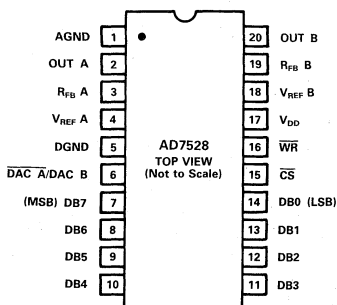 AGND 1 20 OUT B
OUT A 2 19 RFB B
RFB A 3 18 VREF B
VREF A 4 17 VDD
DGND 5 AD7528 16 WR
TOP VIEW
DAC A/DAC B 6 (Not to Scale) 15 CS
(MSB) DB7 7 14 DB0 (LSB)
DB6 8 13 DB1
DB5 9 12 DB2
DB4 10 11 DB3